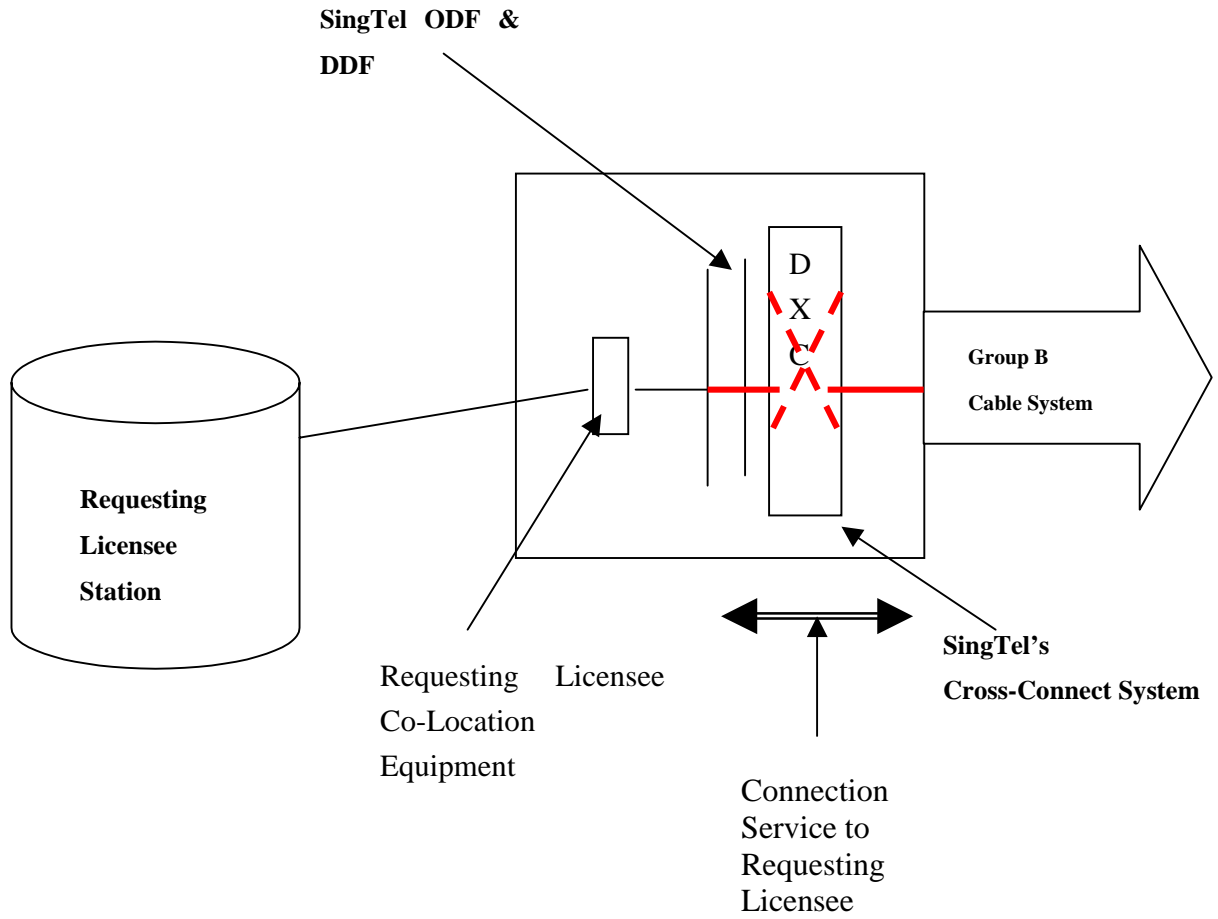 SingTel ODF &
DDF
D
X
C
Group B
Cable System
Requesting
Licensee
Station
SingTel's
Cross-Connect System
Requesting Licensee
Co-Location
Equipment
Connection
Service to
Requesting
Licensee